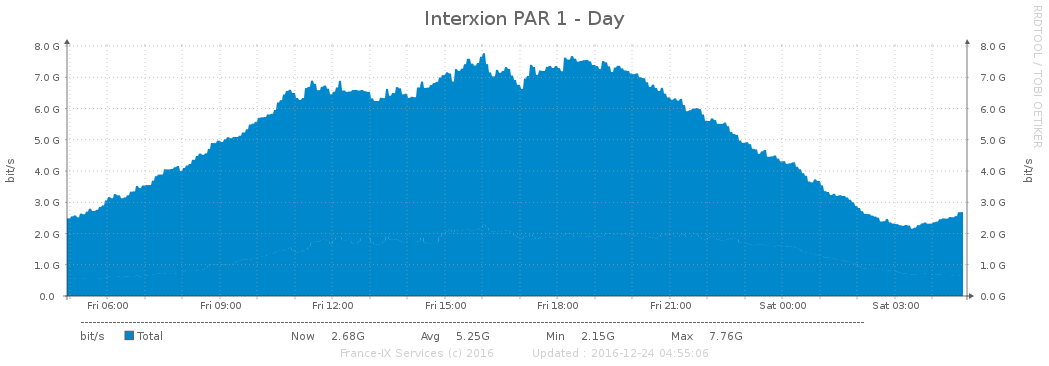 Interxion PAR 1 - Day
RRDTOOL / TOBI OETIKER
8.0 G 8.0 G
7.0 G 7.0 G
6.0 G 6.0 G
5.0 G 5.0 G
4.0 G 4.0 G
3.0 G 3.0 G
2.0 G 2.0 G
1.0 G 1.0 G
0.0 0.0 G
bit/s bit/s
Fri 06:00 Fri 09:00 Fri 12:00 Fri 15:00 Fri 18:00 Fri 21:00 Sat 00:00 Sat 03:00
bit/s Total Now 2.68G Avg 5.25G Min 2.15G Max 7.76G
France-IX Services (c) 2016 Updated : 2016-12-24 04:55:06